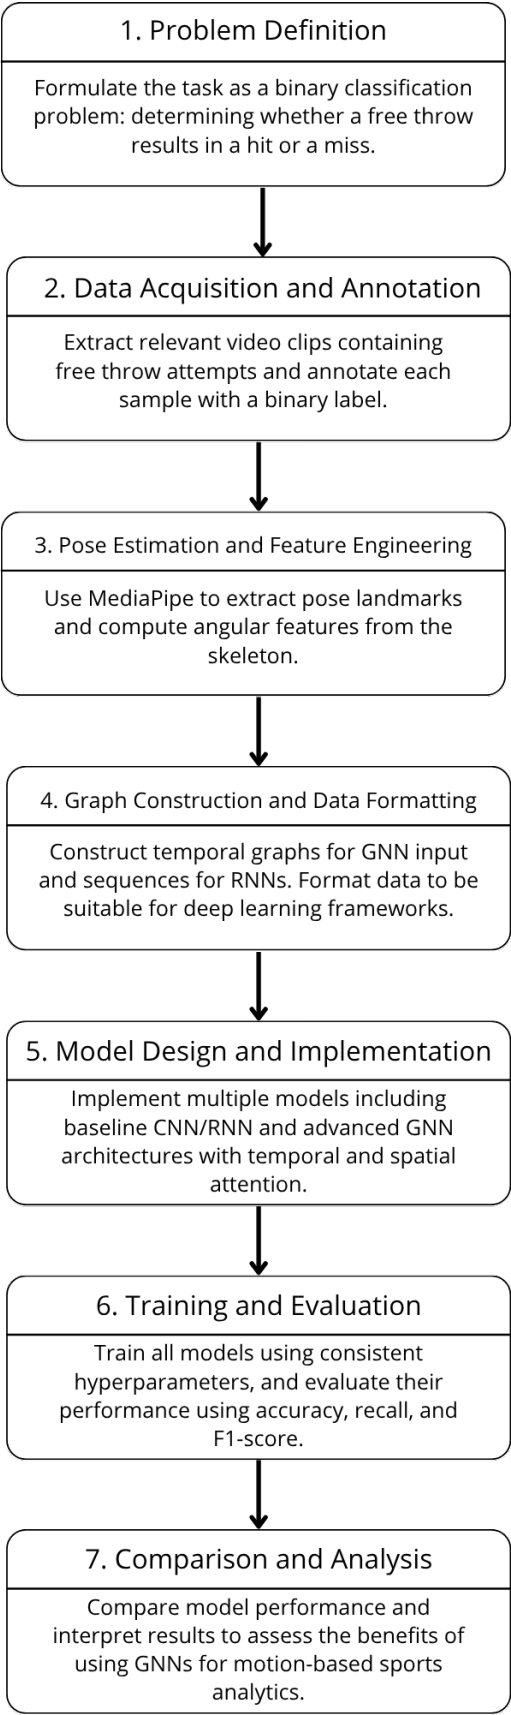 1. Problem Definition
Formulate the task as a binary classification
problem: determining whether a free throw
results in a hit or a miss.
2. Data Acquisition and Annotation
Extract relevant video clips containing
free throw attempts and annotate each
sample with a binary label.
3. Pose Estimation and Feature Engineering
Use MediaPipe to extract pose landmarks
and compute angular features from the
skeleton.
4. Graph Construction and Data Formatting
Construct temporal graphs for GNN input
and sequences for RNNs. Format data to be
suitable for deep learning frameworks.
5. Model Design and Implementation
Implement multiple models including
baseline CNN/RNN and advanced GNN
architectures with temporal and spatial
attention.
6. Training and Evaluation
Train all models using consistent
hyperparameters, and evaluate their
performance using accuracy, recall, and
F1-score.
7. Comparison and Analysis
Compare model performance and
interpret results to assess the benefits of
using GNNs for motion-based sports
analytics.